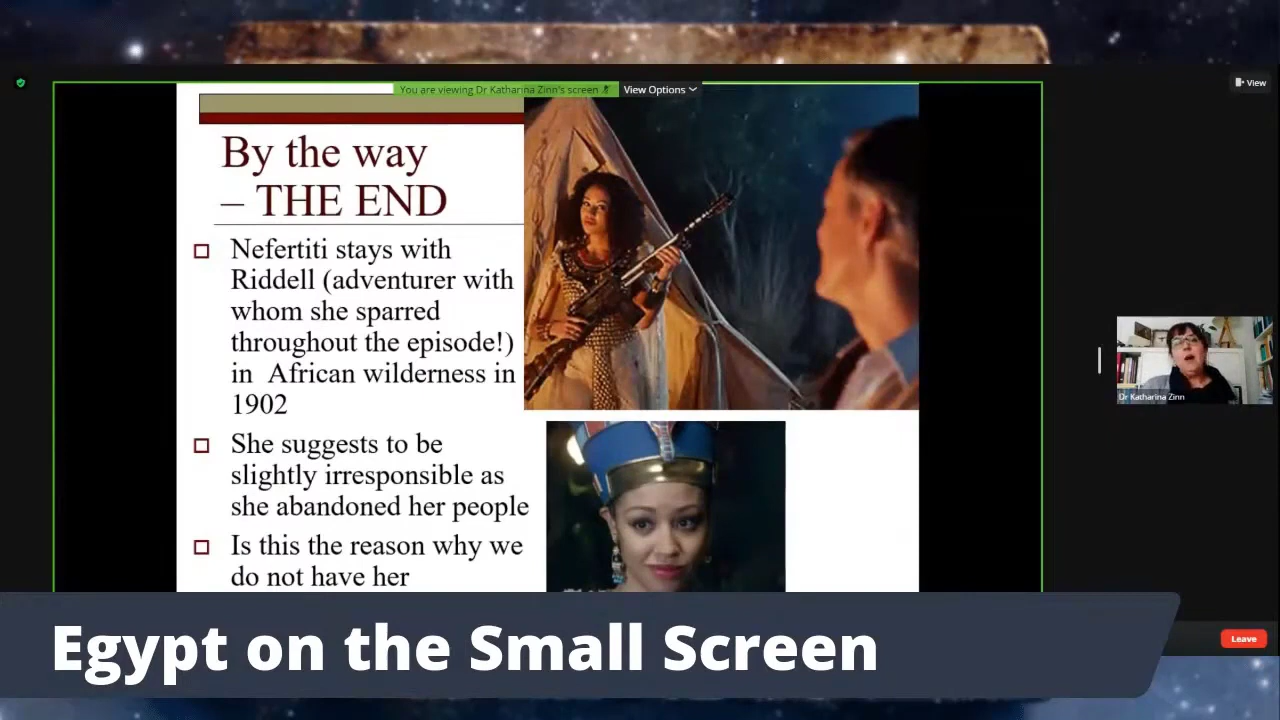 You are viewing Dr Katharina Zinn's screen
View Options
View
By the way
– THE END
Nefertiti stays with
Riddell (adventurer with
whom she sparred
throughout the episode!)
in African wilderness in
1902
She suggests to be
slightly irresponsible as
she abandoned her people
Is this the reason why we
do not have her
Dr Katharina Zinn
Leave
Egypt on the Small Screen